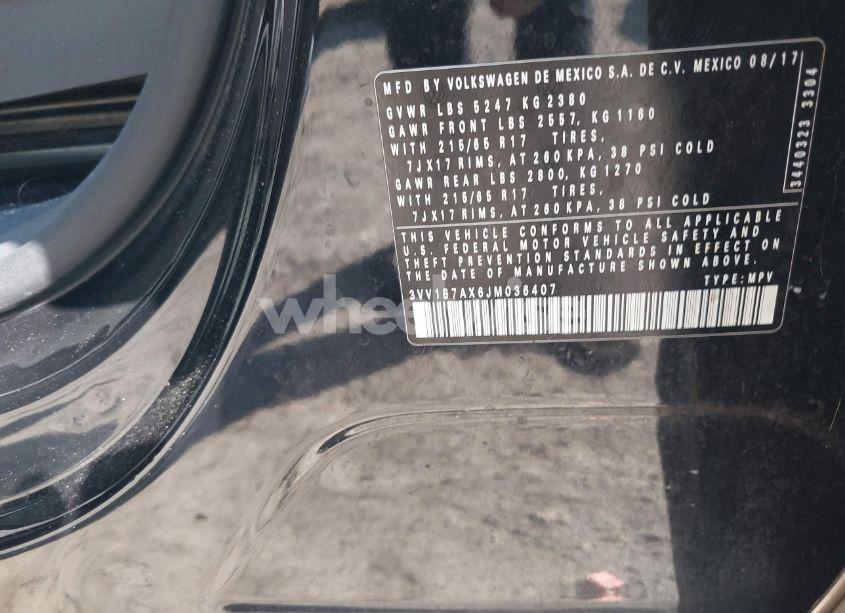 MFD BY VOLKSWAGEN DE MEXICO S.A. DE C.V. MEXICO 08/17
GVWR LBS 5247 KG 2380
GAWR FRONT LBS 2557, KG 1160
WITH 215/65 R17 TIRES,
7JX17 RIMS, AT 260 KPA, 38 PSI COLD
GAWR REAR LBS 2800, KG 1270
WITH 215/65 R17 TIRES,
7JX17 RIMS, AT 260 KPA, 38 PSI COLD
THIS VEHICLE CONFORMS TO ALL APPLICABLE
U.S. FEDERAL MOTOR VEHICLE SAFETY AND
THEFT PREVENTION STANDARDS IN EFFECT ON
THE DATE OF MANUFACTURE SHOWN ABOVE.
3VV1B7AX6JM036407 TYPE: MPV
3440323 3304